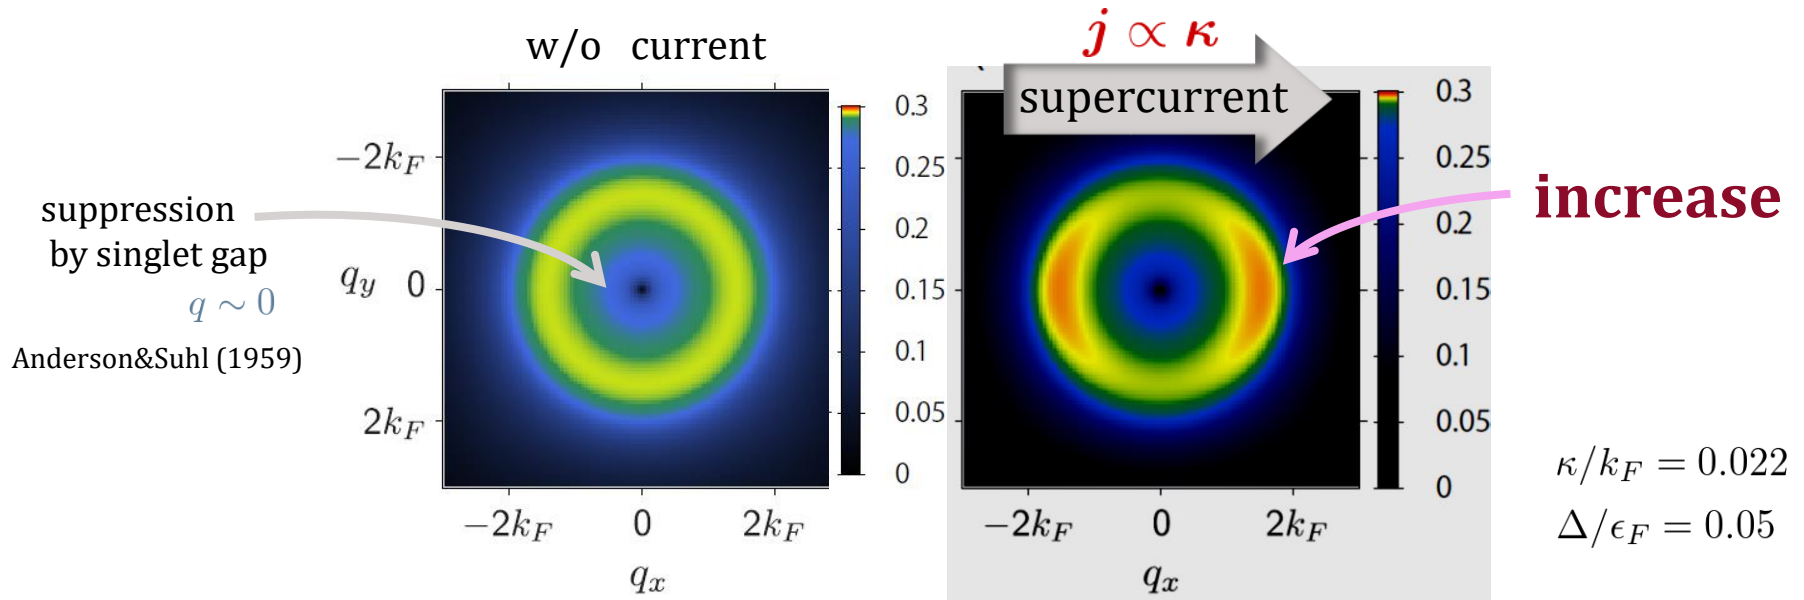 w/o current
j ∝ κ
supercurrent
suppression
by singlet gap
q ∼ 0
Anderson&Suhl (1959)
increase
q_y
−2k_F
0
2k_F
−2k_F
0
2k_F
q_x
0.3
0.25
0.2
0.15
0.1
0.05
0
−2k_F
0
2k_F
q_x
0.3
0.25
0.2
0.15
0.1
0.05
0
κ/k_F = 0.022
Δ/ϵ_F = 0.05